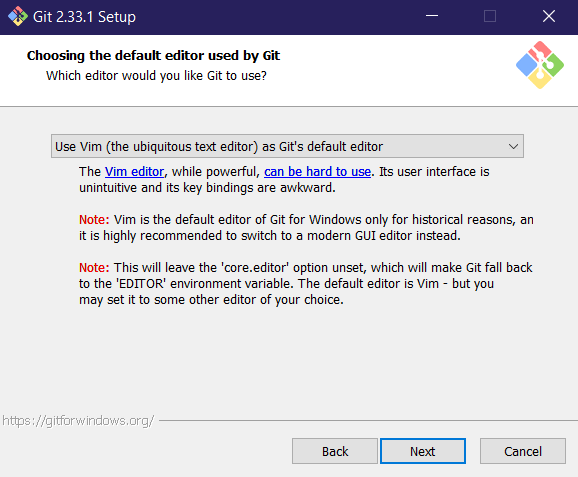 Git 2.33.1 Setup
Choosing the default editor used by Git
Which editor would you like Git to use?
Use Vim (the ubiquitous text editor) as Git's default editor
The Vim editor, while powerful, can be hard to use. Its user interface is
unintuitive and its key bindings are awkward.
Note: Vim is the default editor of Git for Windows only for historical reasons, an
it is highly recommended to switch to a modern GUI editor instead.
Note: This will leave the 'core.editor' option unset, which will make Git fall back
to the 'EDITOR' environment variable. The default editor is Vim - but you
may set it to some other editor of your choice.
https://gitforwindows.org/
Back
Next
Cancel